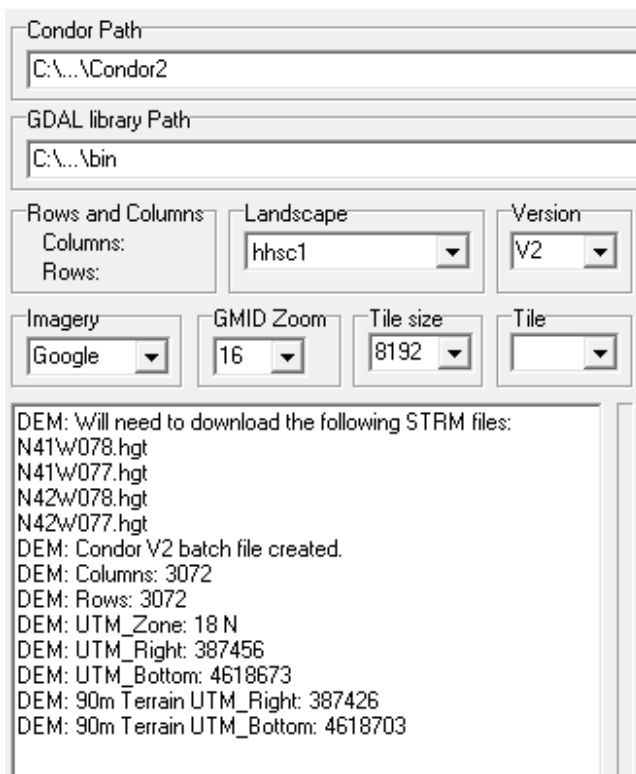 Condor Path
C:\...\Condor2
GDAL library Path
C:\...\bin
Rows and Columns
Columns:
Rows:
Landscape
hhsc1
Version
V2
Imagery
Google
GMID Zoom
16
Tile size
8192
Tile
DEM: Will need to download the following STRM files:
N41W078.hgt
N41W077.hgt
N42W078.hgt
N42W077.hgt
DEM: Condor V2 batch file created.
DEM: Columns: 3072
DEM: Rows: 3072
DEM: UTM_Zone: 18 N
DEM: UTM_Right: 387456
DEM: UTM_Bottom: 4618673
DEM: 90m Terrain UTM_Right: 387426
DEM: 90m Terrain UTM_Bottom: 4618703